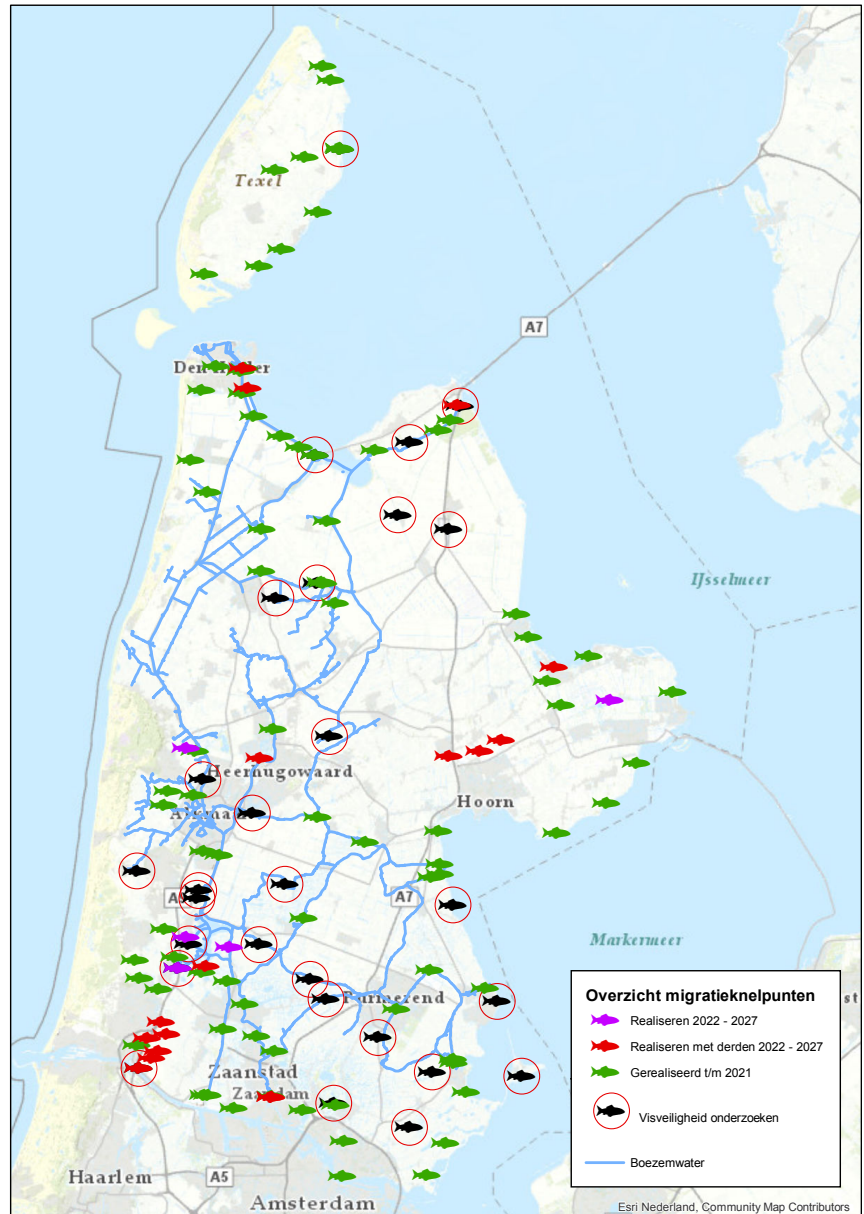 Texel
A7
Den Helder
IJsselmeer
Heerhugowaard
Hoorn
Alkmaar
A7
Markermeer
Purmerend
Zaanstad
Zaandam
Haarlem
A5
Amsterdam
Overzicht migratieknelpunten
Realiseren 2022 - 2027
Realiseren met derden 2022 - 2027
Gerealiseerd t/m 2021
Visveiligheid onderzoeken
Boezemwater
Esri Nederland, Community Map Contributors